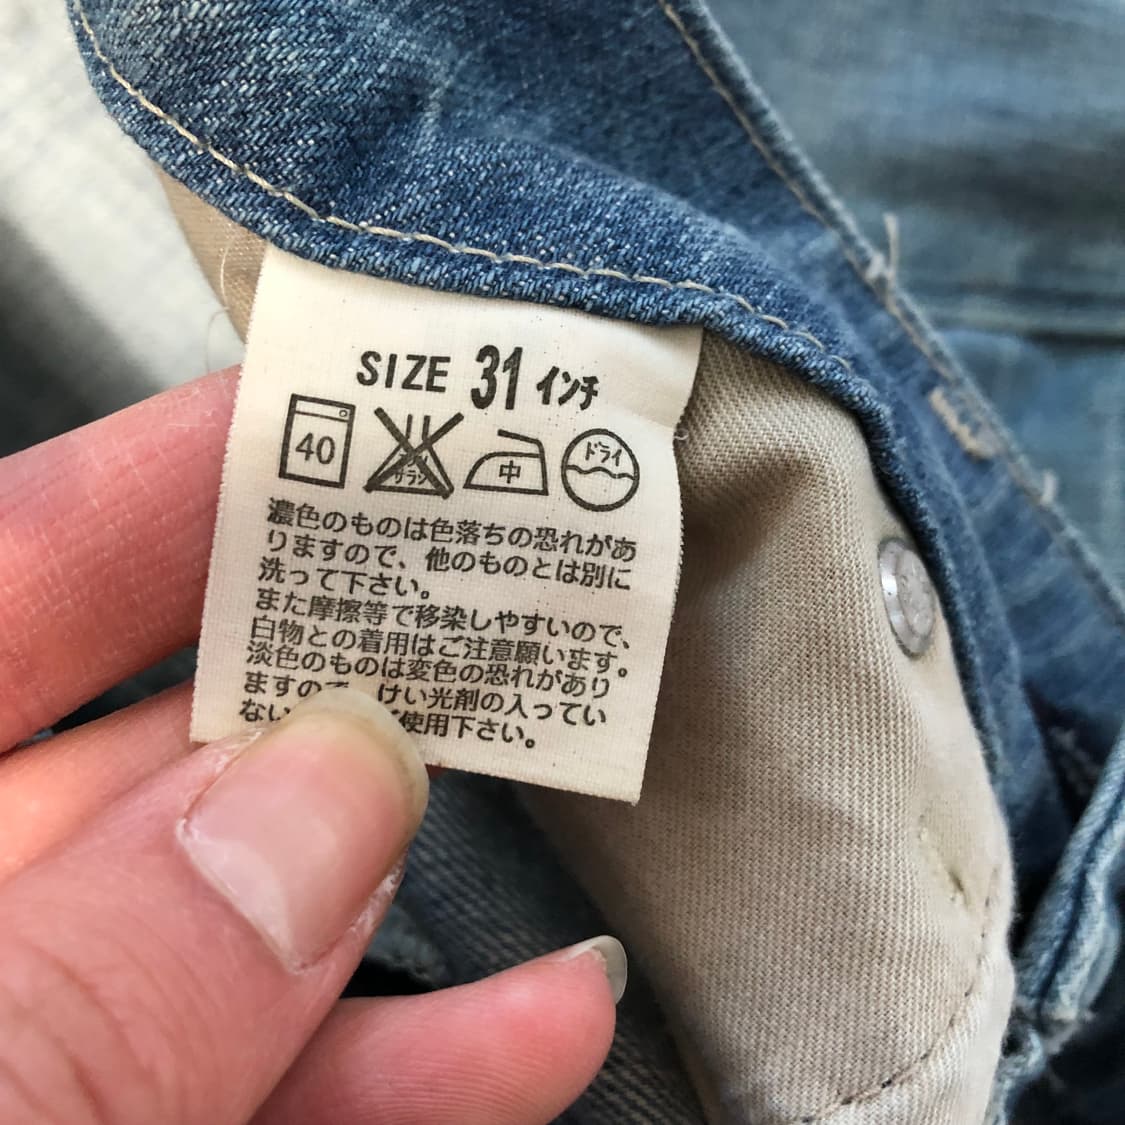 SIZE 31 インチ
40 サラシ 中 ドライ
濃色のものは色落ちの恐れがあ
りますので、他のものとは別に
洗って下さい。
また摩擦等で移染しやすいので、
白物との着用はご注意願います。
淡色のものは変色の恐れがあり
ますので けい光剤の入ってい
ない 使用下さい。